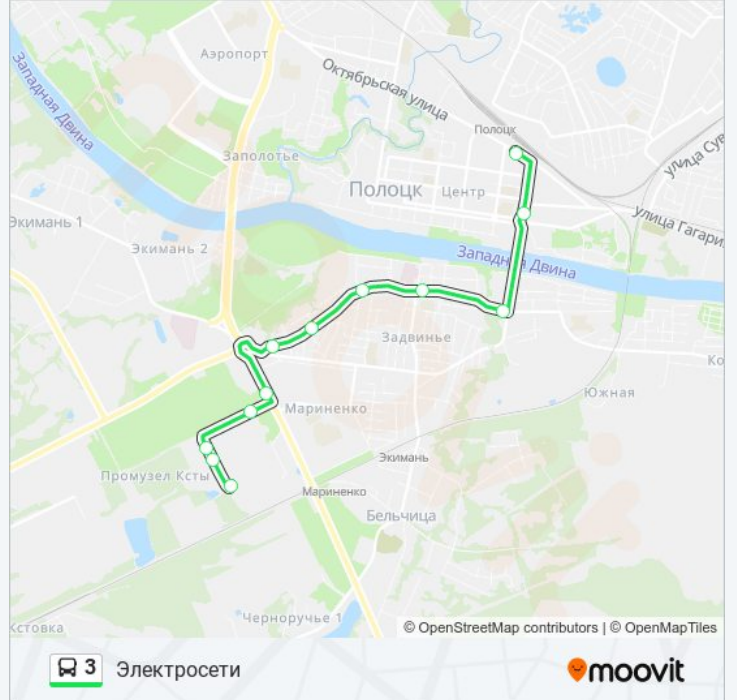 Аэропорт
Октябрьская улица
Западная Двина
Полоцк
Заполотье
Полоцк
Центр
улица Сув
улица Гагари
Экимань 1
Экимань 2
Западная Двина
Задвинье
Ко
Южная
Мариненко
Экимань
Промузел Ксты
Мариненко
Бельчица
Черноручье 1
Кстовка
© OpenStreetMap contributors | © OpenMapTiles
3 Электросети
moovit